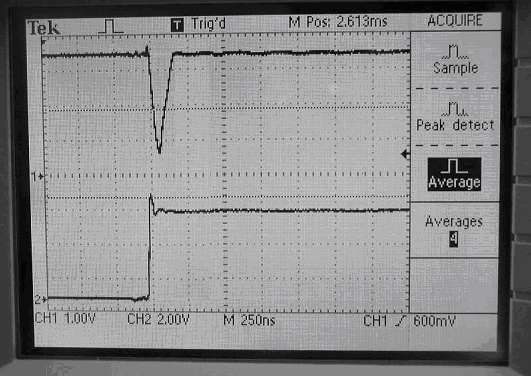 Tek T Trig'd M Pos: 2.613ms ACQUIRE
Sample
Peak detect
Average
Averages
4
1
2
CH1 1.00V CH2 2.00V M 250ns CH1 600mV